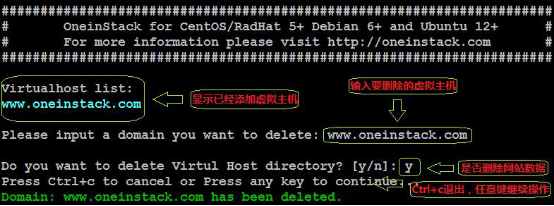 #######################################################################
#       OneinStack for CentOS/RadHat 5+ Debian 6+ and Ubuntu 12+      #
#       For more information please visit http://oneinstack.com       #
#######################################################################
Virtualhost list:
www.oneinstack.com
显示已经添加虚拟主机
输入要删除的虚拟主机
Please input a domain you want to delete: www.oneinstack.com
Do you want to delete Virtul Host directory? [y/n]: y
是否删除网站数据
Press Ctrl+c to cancel or Press any key to continue.
Ctrl+c退出，任意键继续操作
Domain: www.oneinstack.com has been deleted.